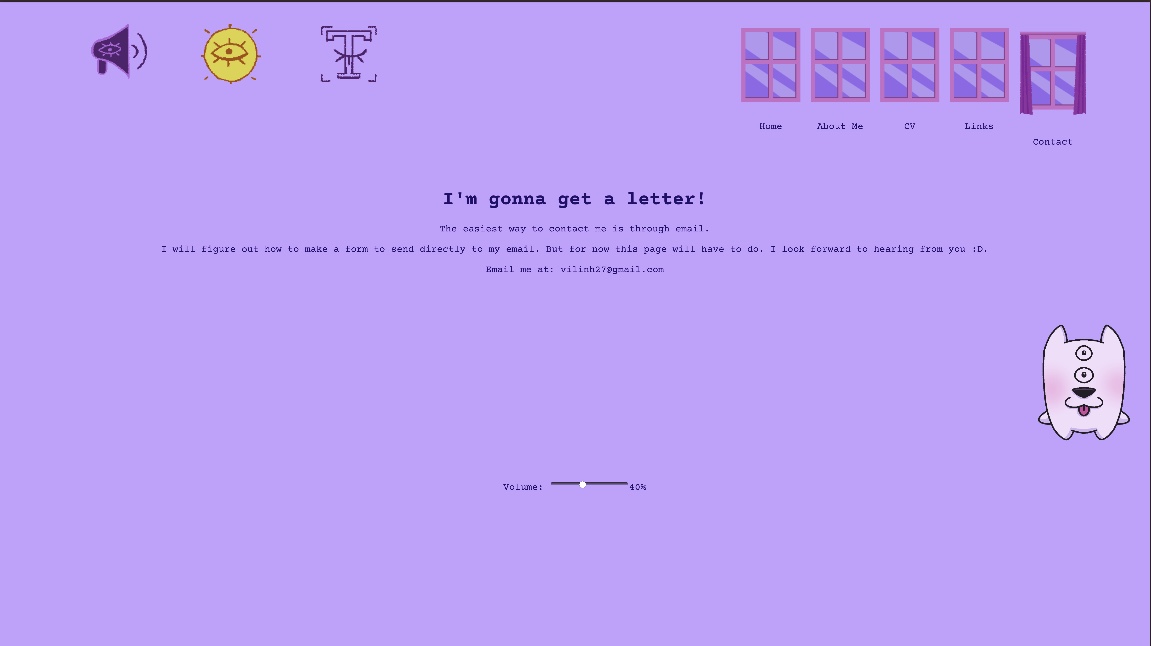 Home
About Me
CV
Links
Contact
I'm gonna get a letter!
The easiest way to contact me is through email.
I will figure out how to make a form to send directly to my email. But for now this page will have to do. I look forward to hearing from you :D.
Email me at: vilinh27@gmail.com
Volume: 40%